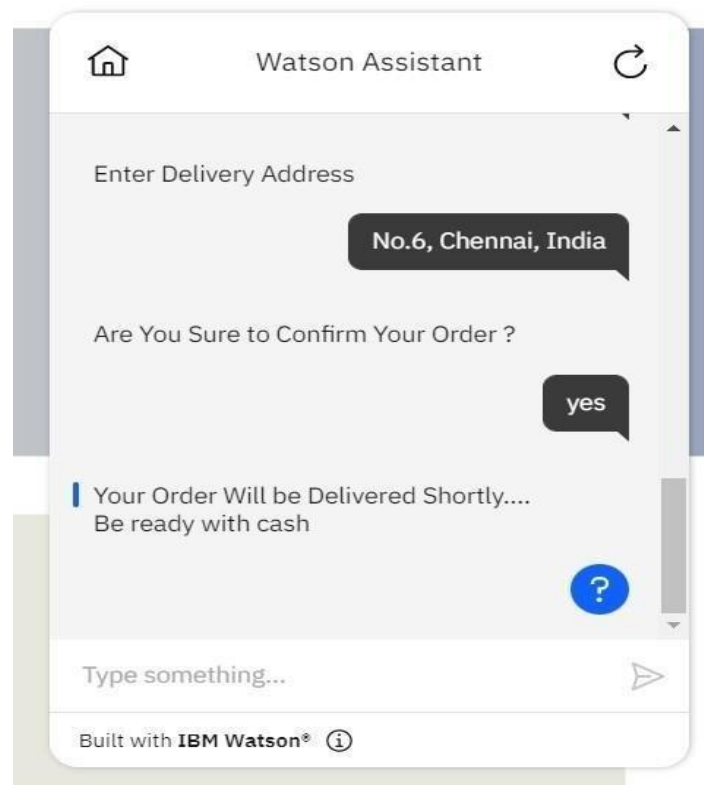 Watson Assistant
Enter Delivery Address
No.6, Chennai, India
Are You Sure to Confirm Your Order ?
yes
Your Order Will be Delivered Shortly....
Be ready with cash
?
Type something...
Built with IBM Watson®